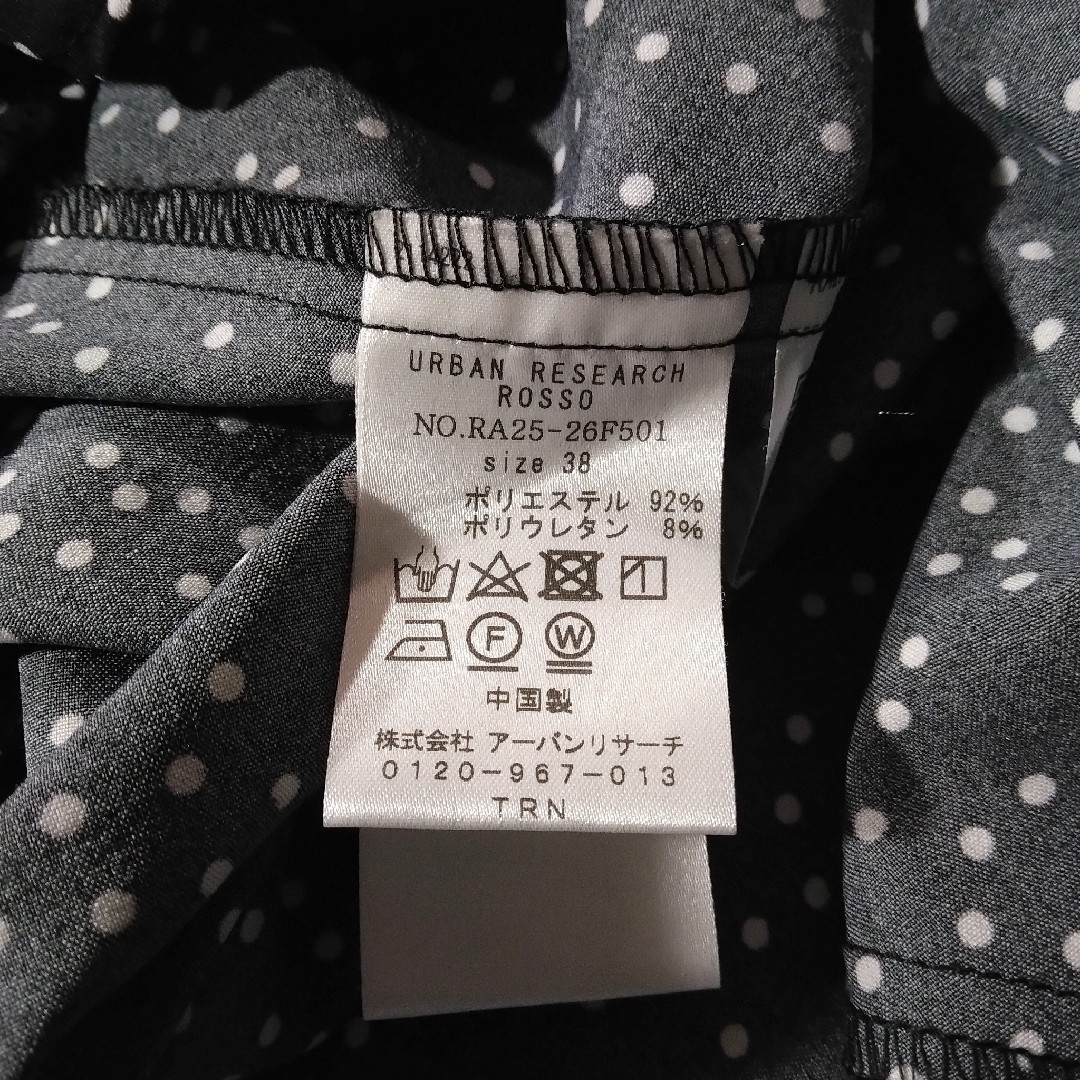 URBAN RESEARCH
ROSSO
NO.RA25-26F501
size 38
ポリエステル 92%
ポリウレタン 8%
F W
中国製
株式会社 アーバンリサーチ
0120-967-013
TRN